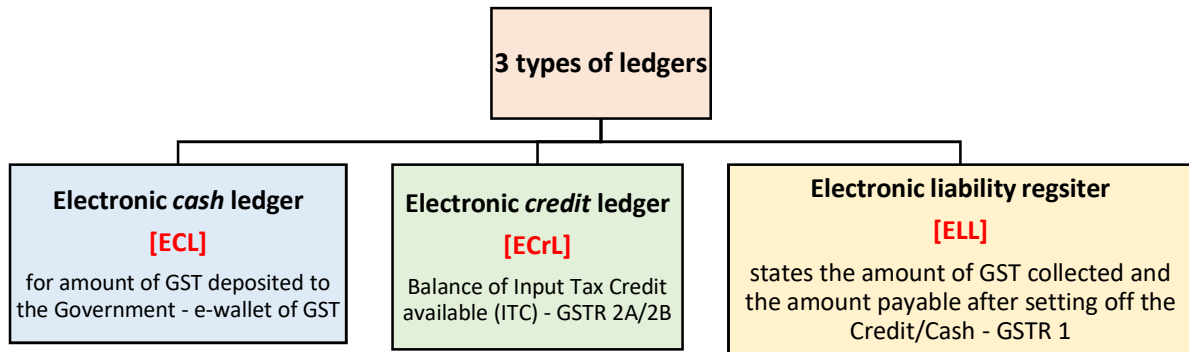 3 types of ledgers
Electronic cash ledger
[ECL]
for amount of GST deposited to
the Government - e-wallet of GST
Electronic credit ledger
[ECrL]
Balance of Input Tax Credit
available (ITC) - GSTR 2A/2B
Electronic liability regsiter
[ELL]
states the amount of GST collected and
the amount payable after setting off the
Credit/Cash - GSTR 1